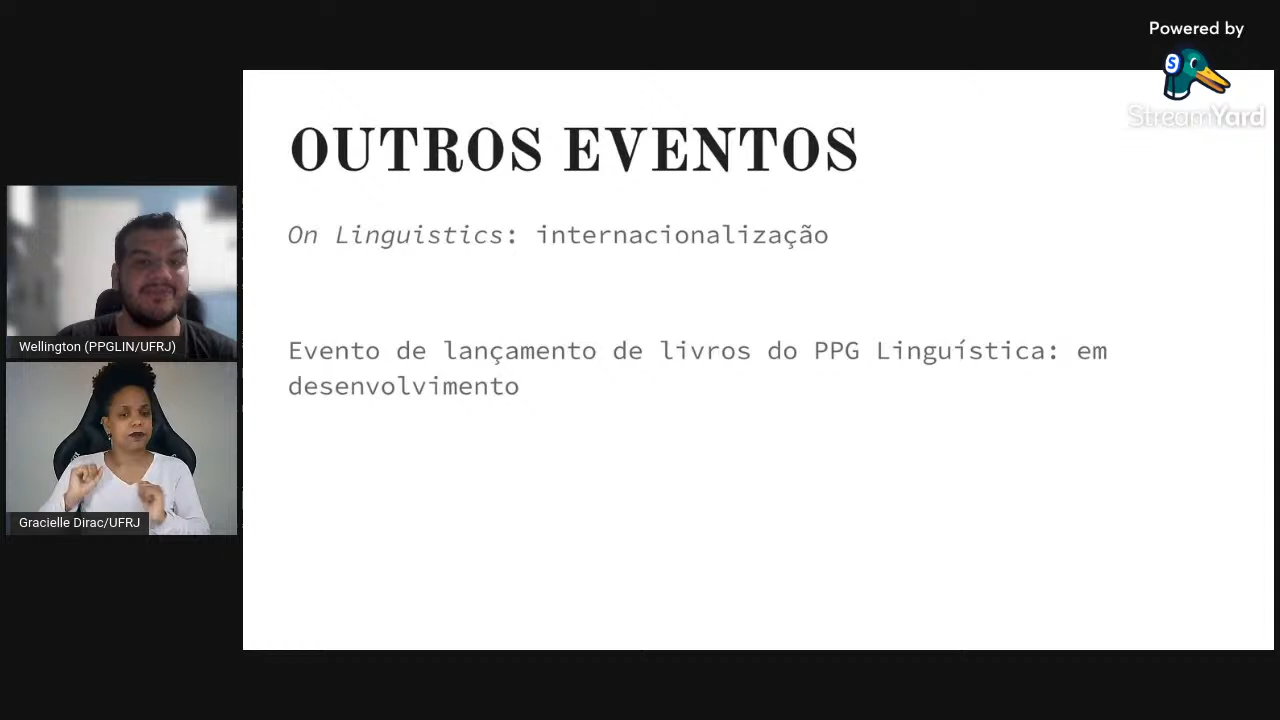 Powered by
StreamYard
OUTROS EVENTOS
On Linguistics: internacionalização
Evento de lançamento de livros do PPG Linguística: em
desenvolvimento
Wellington (PPGLIN/UFRJ)
Gracielle Dirac/UFRJ